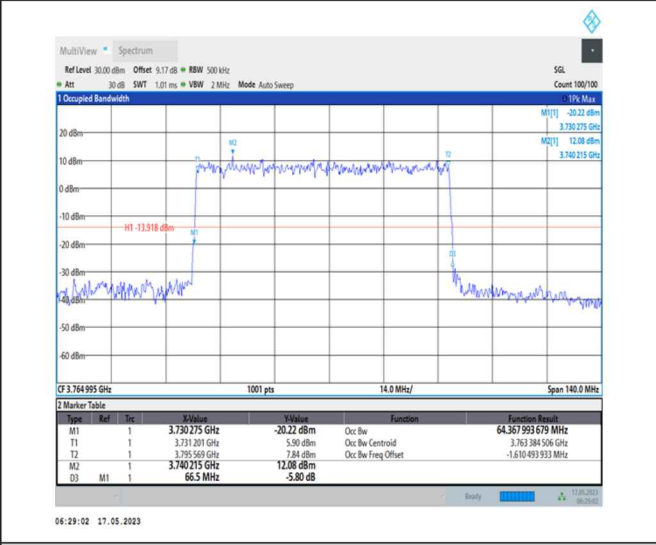 MultiView Spectrum
Ref Level 30.00 dBm Offset 9.17 dB RBW 500 kHz SGL
Att 30 dB SWT 1.01 ms VBW 2 MHz Mode Auto Sweep Count 100/100
1 Occupied Bandwidth 1Pk Max
M1[1] -20.22 dBm
3.730 275 GHz
M2[1] 12.08 dBm
3.740 215 GHz
20 dBm
M2
T1
T2
10 dBm
0 dBm
-10 dBm
H1 -13.918 dBm
M1
-20 dBm
D3
-30 dBm
-40 dBm
-50 dBm
-60 dBm
CF 3.764 995 GHz 1001 pts 14.0 MHz/ Span 140.0 MHz
2 Marker Table
Type Ref Trc X-Value Y-Value Function Function Result
M1 1 3.730 275 GHz -20.22 dBm Occ Bw 64.367 993 679 MHz
T1 1 3.731 201 GHz 5.90 dBm Occ Bw Centroid 3.763 384 506 GHz
T2 1 3.795 569 GHz 7.84 dBm Occ Bw Freq Offset -1.610 493 933 MHz
M2 1 3.740 215 GHz 12.08 dBm
D3 M1 1 66.5 MHz -5.80 dB
Ready 17.05.2023
06:29:02
06:29:02 17.05.2023